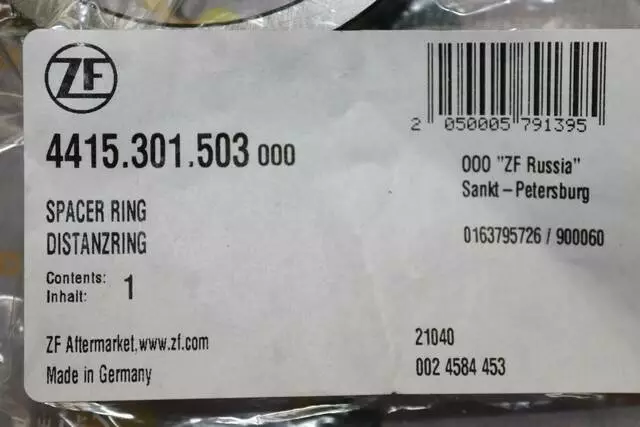 ZF
4415.301.503 000
SPACER RING
DISTANZRING
Contents:
Inhalt: 1
ZF Aftermarket.www.zf.com
Made in Germany
2 050005 791395
OOO "ZF Russia"
Sankt-Petersburg
0163795726 / 900060
21040
002 4584 453